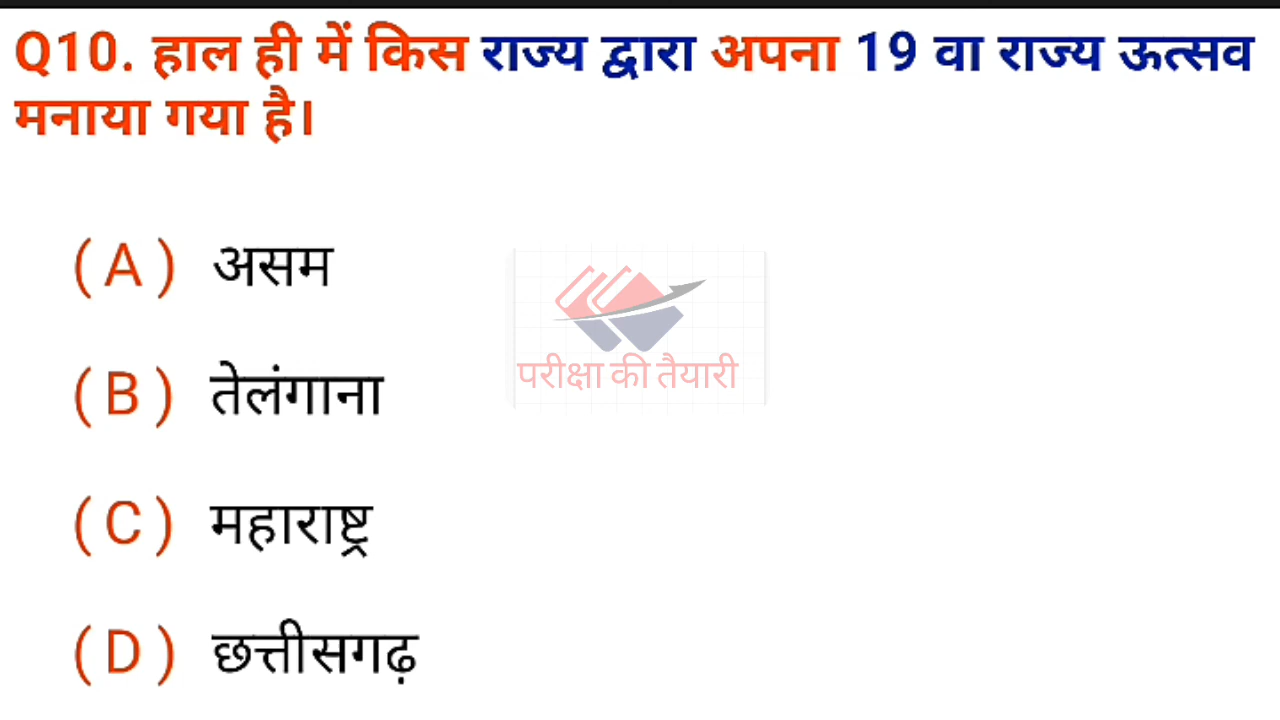 Q10. हाल ही में किस राज्य द्वारा अपना 19 वा राज्य ऊत्सव
मनाया गया है।
( A ) असम
परीक्षा की तैयारी
( B ) तेलंगाना
( C ) महाराष्ट्र
( D ) छत्तीसगढ़